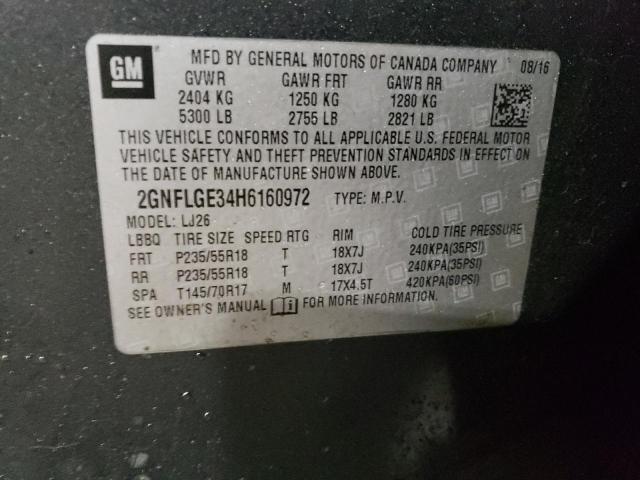 GM
MFD BY GENERAL MOTORS OF CANADA COMPANY 08/16
GVWR GAWR FRT GAWR RR
2404 KG 1250 KG 1280 KG
5300 LB 2755 LB 2821 LB
THIS VEHICLE CONFORMS TO ALL APPLICABLE U.S. FEDERAL MOTOR
VEHICLE SAFETY AND THEFT PREVENTION STANDARDS IN EFFECT ON
THE DATE OF MANUFACTURE SHOWN ABOVE.
2GNFLGE34H6160972 TYPE: M.P.V.
MODEL: LJ26
LBBQ TIRE SIZE SPEED RTG RIM COLD TIRE PRESSURE
FRT P235/55R18 T 18X7J 240KPA(35PSI)
RR P235/55R18 T 18X7J 240KPA(35PSI)
SPA T145/70R17 M 17X4.5T 420KPA(60PSI)
SEE OWNER'S MANUAL FOR MORE INFORMATION.